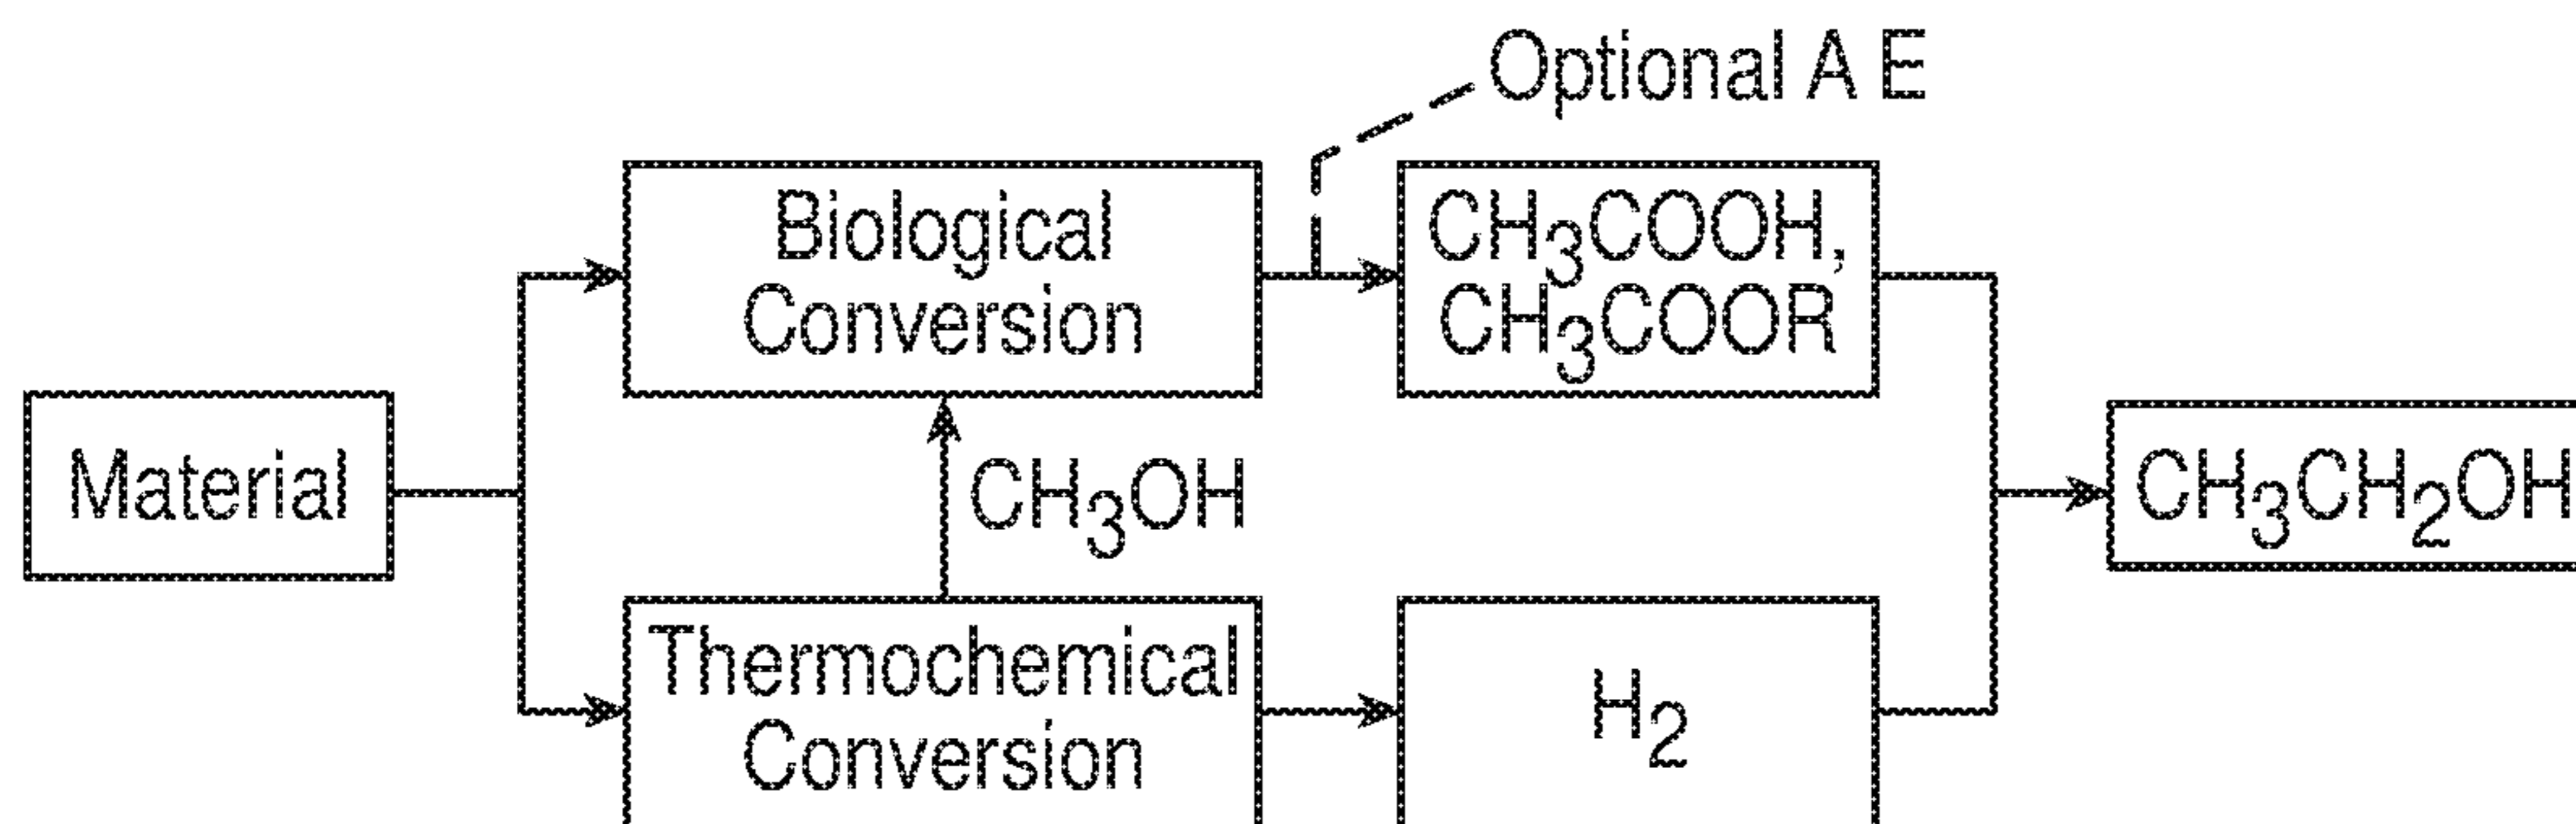 Optional A E
Biological
Conversion
CH3COOH,
CH3COOR
Material
CH3OH
CH3CH2OH
Thermochemical
Conversion
H2